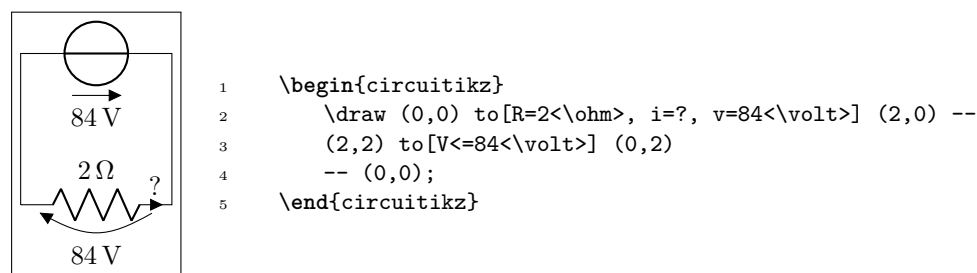 84 V
2 Ω
?
84 V
1 \begin{circuitikz}
2 \draw (0,0) to[R=2<\ohm>, i=?, v=84<\volt>] (2,0) --
3 (2,2) to[V<=84<\volt>] (0,2)
4 -- (0,0);
5 \end{circuitikz}